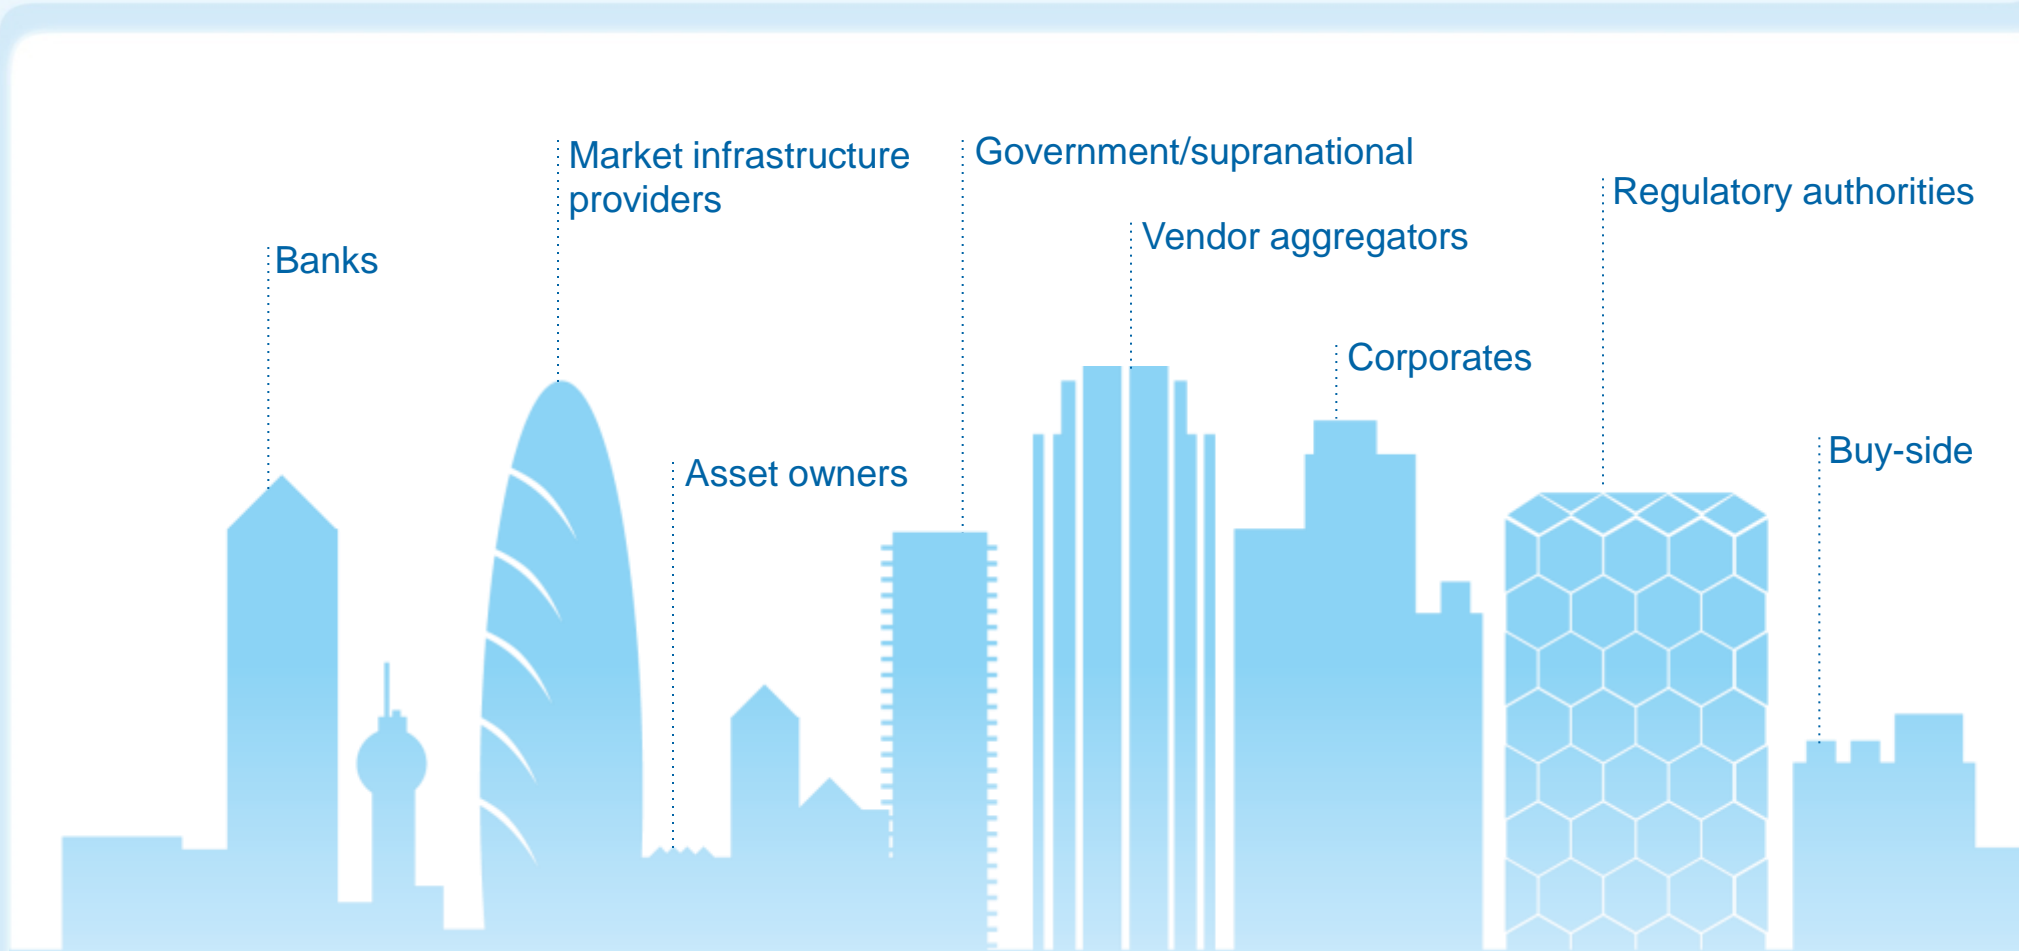 Market infrastructure
providers
Government/supranational
Regulatory authorities
Vendor aggregators
Banks
Corporates
Buy-side
Asset owners